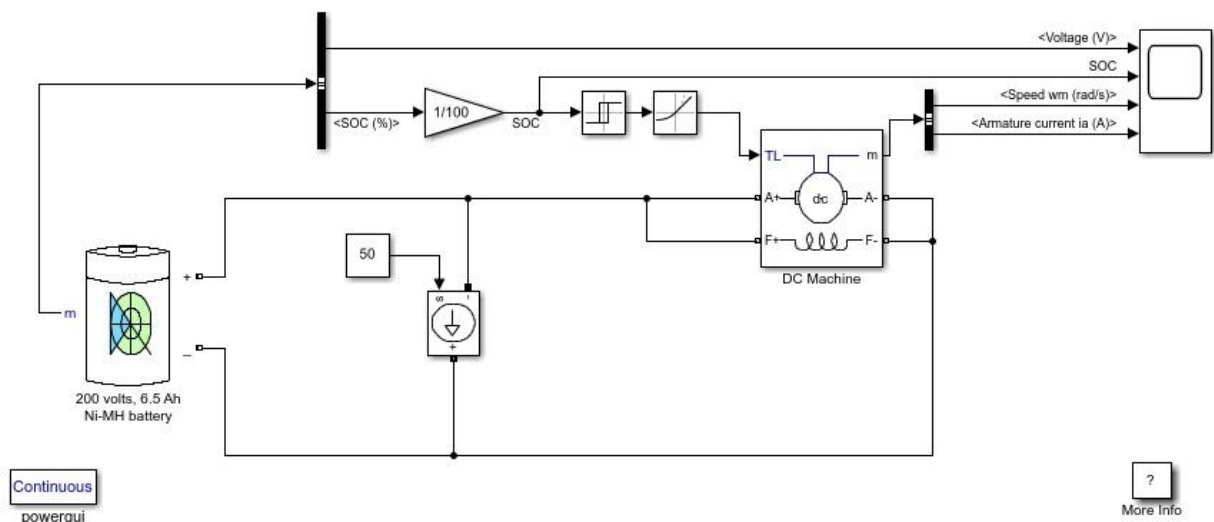 <Voltage (V)>
SOC
<Speed wm (rad/s)>
<Armature current ia (A)>
<SOC (%)>
1/100
SOC
TL
m
A+
dc
A-
F+
F-
DC Machine
50
s
-
+
m
+
_
200 volts, 6.5 Ah
Ni-MH battery
Continuous
powergui
?
More Info